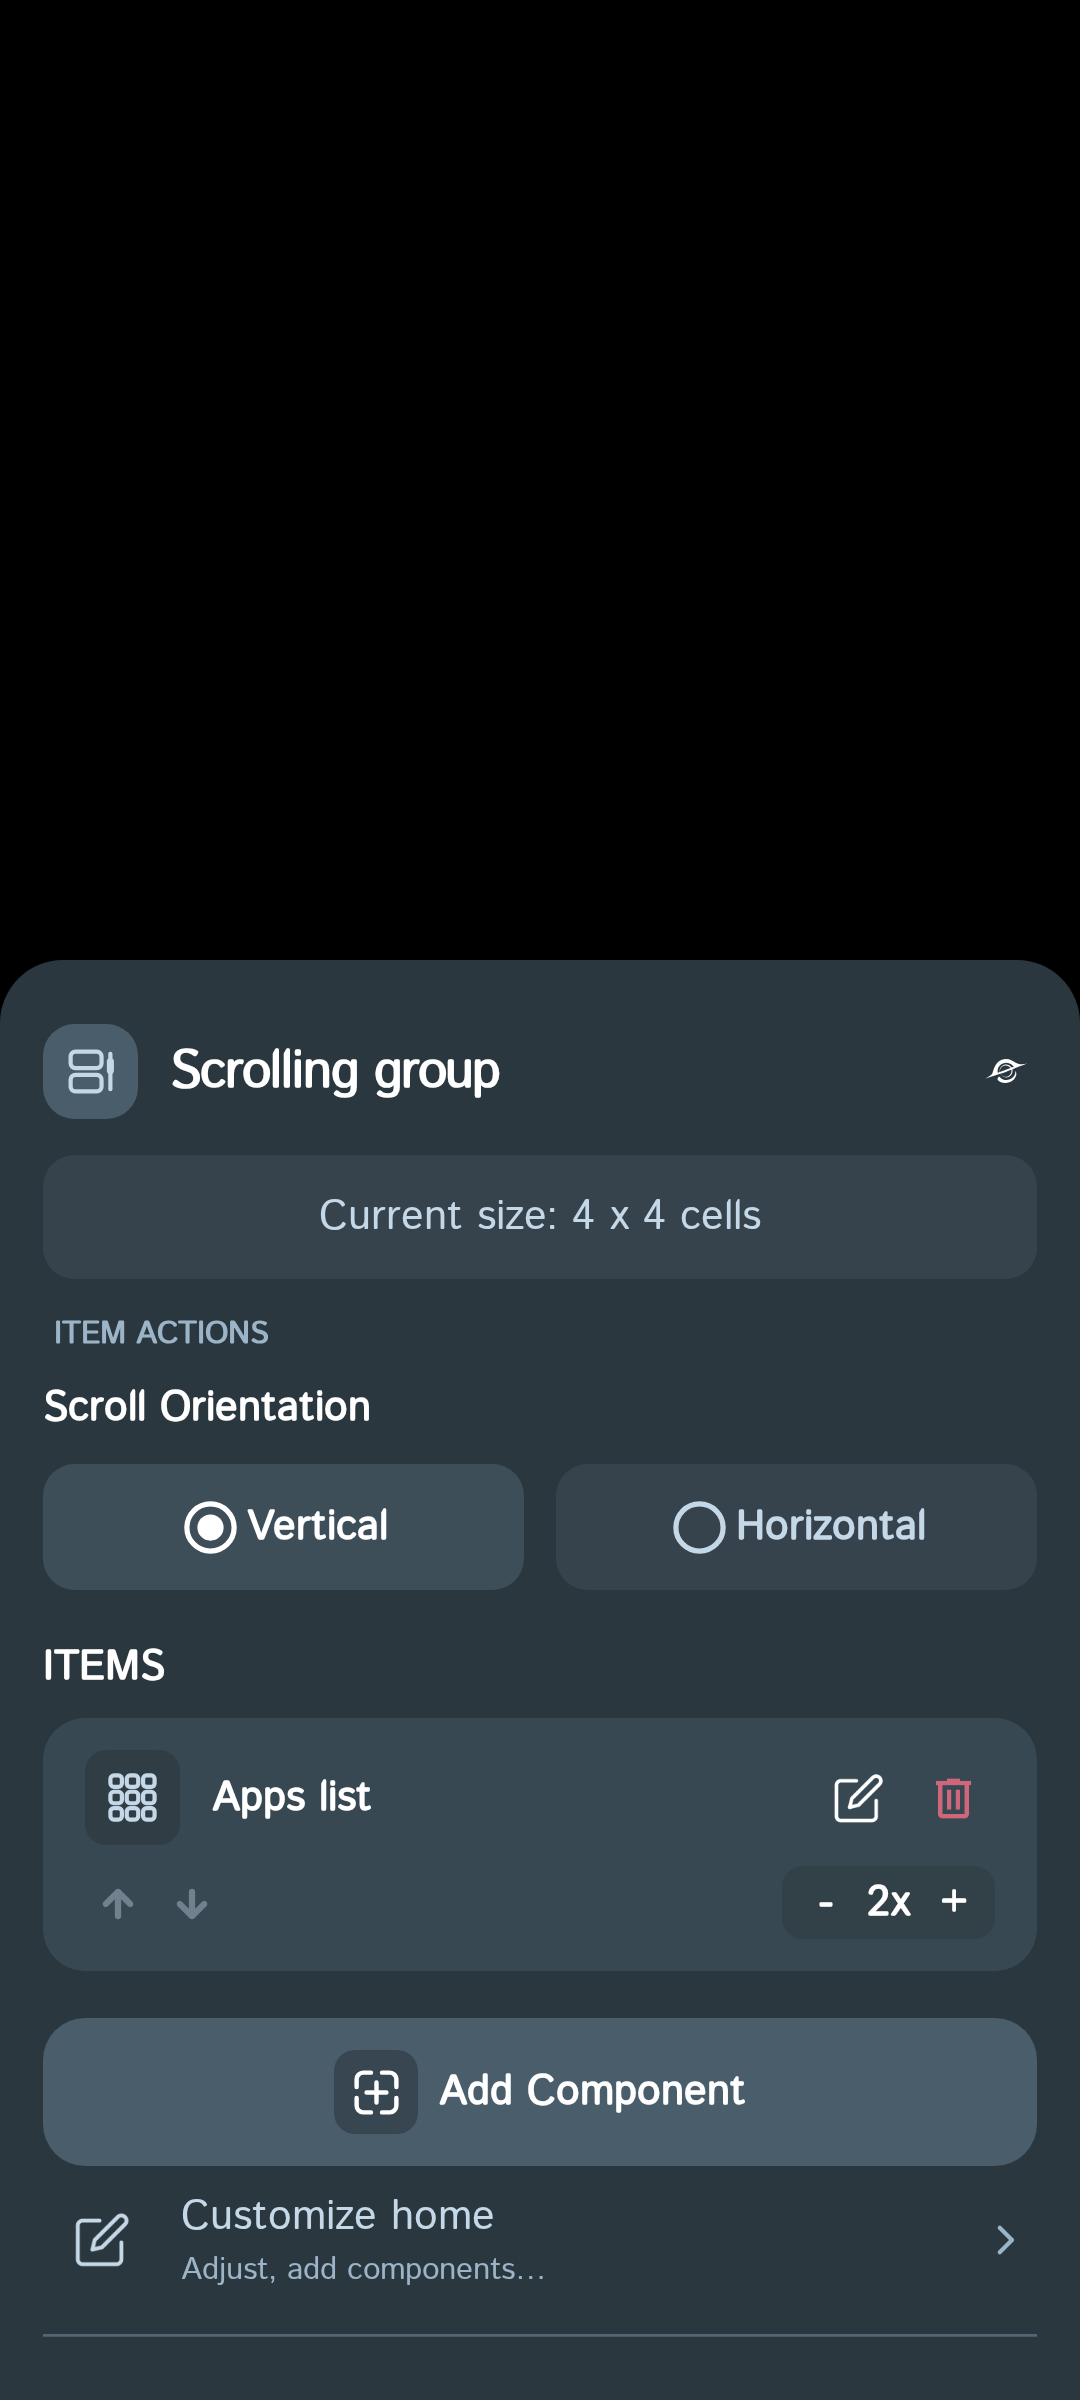 Scrolling group
Current size: 4 x 4 cells
ITEM ACTIONS
Scroll Orientation
Vertical
Horizontal
ITEMS
Apps list
- 2x +
Add Component
Customize home
Adjust, add components...